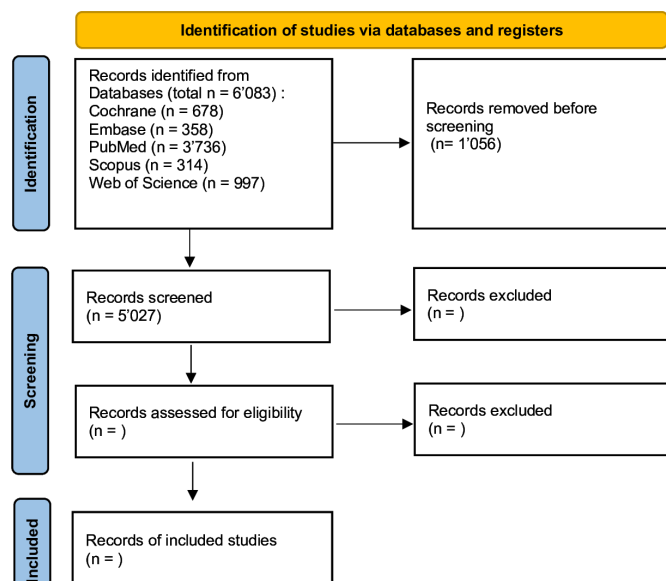 Identification of studies via databases and registers
Identification
Records identified from
Databases (total n = 6'083) :
Cochrane (n = 678)
Embase (n = 358)
PubMed (n = 3'736)
Scopus (n = 314)
Web of Science (n = 997)
Records removed before
screening
(n= 1'056)
Screening
Records screened
(n = 5'027)
Records excluded
(n = )
Records assessed for eligibility
(n = )
Records excluded
(n = )
Included
Records of included studies
(n = )